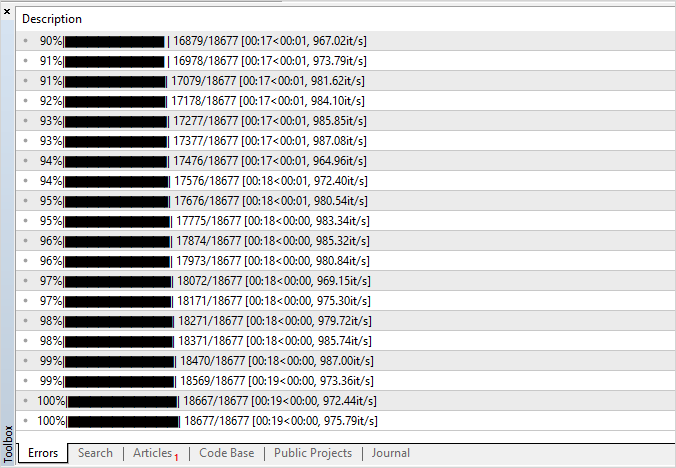 Description
90%| | 16879/18677 [00:17<00:01, 967.02it/s]
91%| | 16978/18677 [00:17<00:01, 973.79it/s]
91%| | 17079/18677 [00:17<00:01, 981.62it/s]
92%| | 17178/18677 [00:17<00:01, 984.10it/s]
93%| | 17277/18677 [00:17<00:01, 985.85it/s]
93%| | 17377/18677 [00:17<00:01, 987.08it/s]
94%| | 17476/18677 [00:17<00:01, 964.96it/s]
94%| | 17576/18677 [00:18<00:01, 972.40it/s]
95%| | 17676/18677 [00:18<00:01, 980.54it/s]
95%| | 17775/18677 [00:18<00:00, 983.34it/s]
96%| | 17874/18677 [00:18<00:00, 985.32it/s]
96%| | 17973/18677 [00:18<00:00, 980.84it/s]
97%| | 18072/18677 [00:18<00:00, 969.15it/s]
97%| | 18171/18677 [00:18<00:00, 975.30it/s]
98%| | 18271/18677 [00:18<00:00, 979.72it/s]
98%| | 18371/18677 [00:18<00:00, 985.74it/s]
99%| | 18470/18677 [00:18<00:00, 987.00it/s]
99%| | 18569/18677 [00:19<00:00, 973.36it/s]
100%| | 18667/18677 [00:19<00:00, 972.44it/s]
100%| | 18677/18677 [00:19<00:00, 975.79it/s]
Errors | Search | Articles 1 | Code Base | Public Projects | Journal
Toolbox